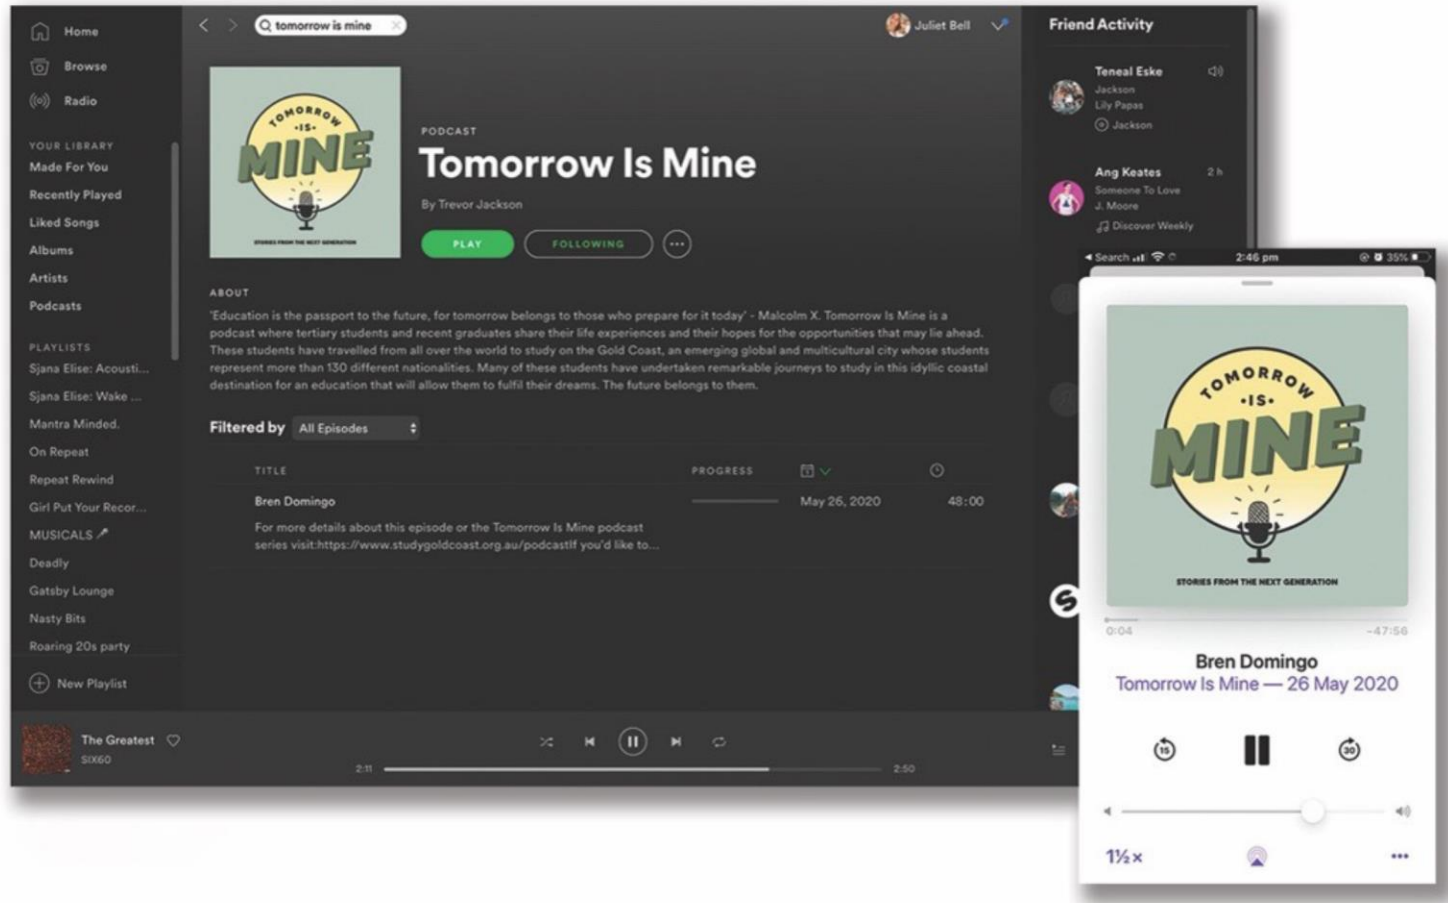 Home
Browse
Radio
YOUR LIBRARY
Made For You
Recently Played
Liked Songs
Albums
Artists
Podcasts
PLAYLISTS
Sjana Elise: Acousti...
Sjana Elise: Wake ...
Mantra Minded.
On Repeat
Repeat Rewind
Girl Put Your Recor...
MUSICALS
Deadly
Gatsby Lounge
Nasty Bits
Roaring 20s party
New Playlist
tomorrow is mine
Juliet Bell
TOMORROW
•IS•
MINE
STORIES FROM THE NEXT GENERATION
PODCAST
Tomorrow Is Mine
By Trevor Jackson
PLAY
FOLLOWING
ABOUT
'Education is the passport to the future, for tomorrow belongs to those who prepare for it today' - Malcolm X. Tomorrow Is Mine is a
podcast where tertiary students and recent graduates share their life experiences and their hopes for the opportunities that may lie ahead.
These students have travelled from all over the world to study on the Gold Coast, an emerging global and multicultural city whose students
represent more than 130 different nationalities. Many of these students have undertaken remarkable journeys to study in this idyllic coastal
destination for an education that will allow them to fulfil their dreams. The future belongs to them.
Filtered by All Episodes
TITLE PROGRESS
Bren Domingo May 26, 2020 48:00
For more details about this episode or the Tomorrow Is Mine podcast
series visit:https://www.studygoldcoast.org.au/podcastIf you'd like to...
Friend Activity
Teneal Eske
Jackson
Lily Papas
Jackson
Ang Keates 2 h
Someone To Love
J. Moore
Discover Weekly
The Greatest
SIX60
2:11 2:50
Search 2:46 pm 35%
TOMORROW
•IS•
MINE
STORIES FROM THE NEXT GENERATION
0:04 -47:56
Bren Domingo
Tomorrow Is Mine — 26 May 2020
15 30
1½×